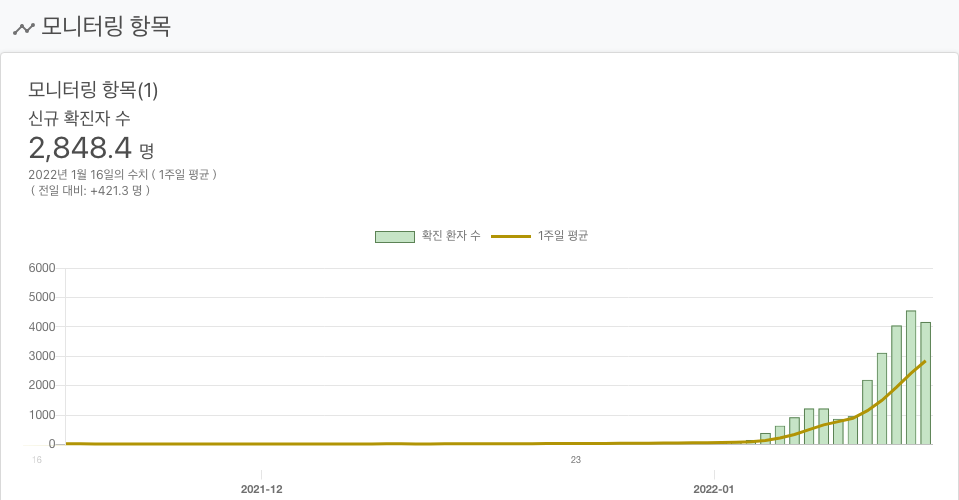 모니터링 항목
모니터링 항목(1)
신규 확진자 수
2,848.4 명
2022년 1월 16일의 수치 ( 1주일 평균 )
( 전일 대비: +421.3 명 )
확진 환자 수 1주일 평균
6000
5000
4000
3000
2000
1000
0
16 23
2021-12 2022-01